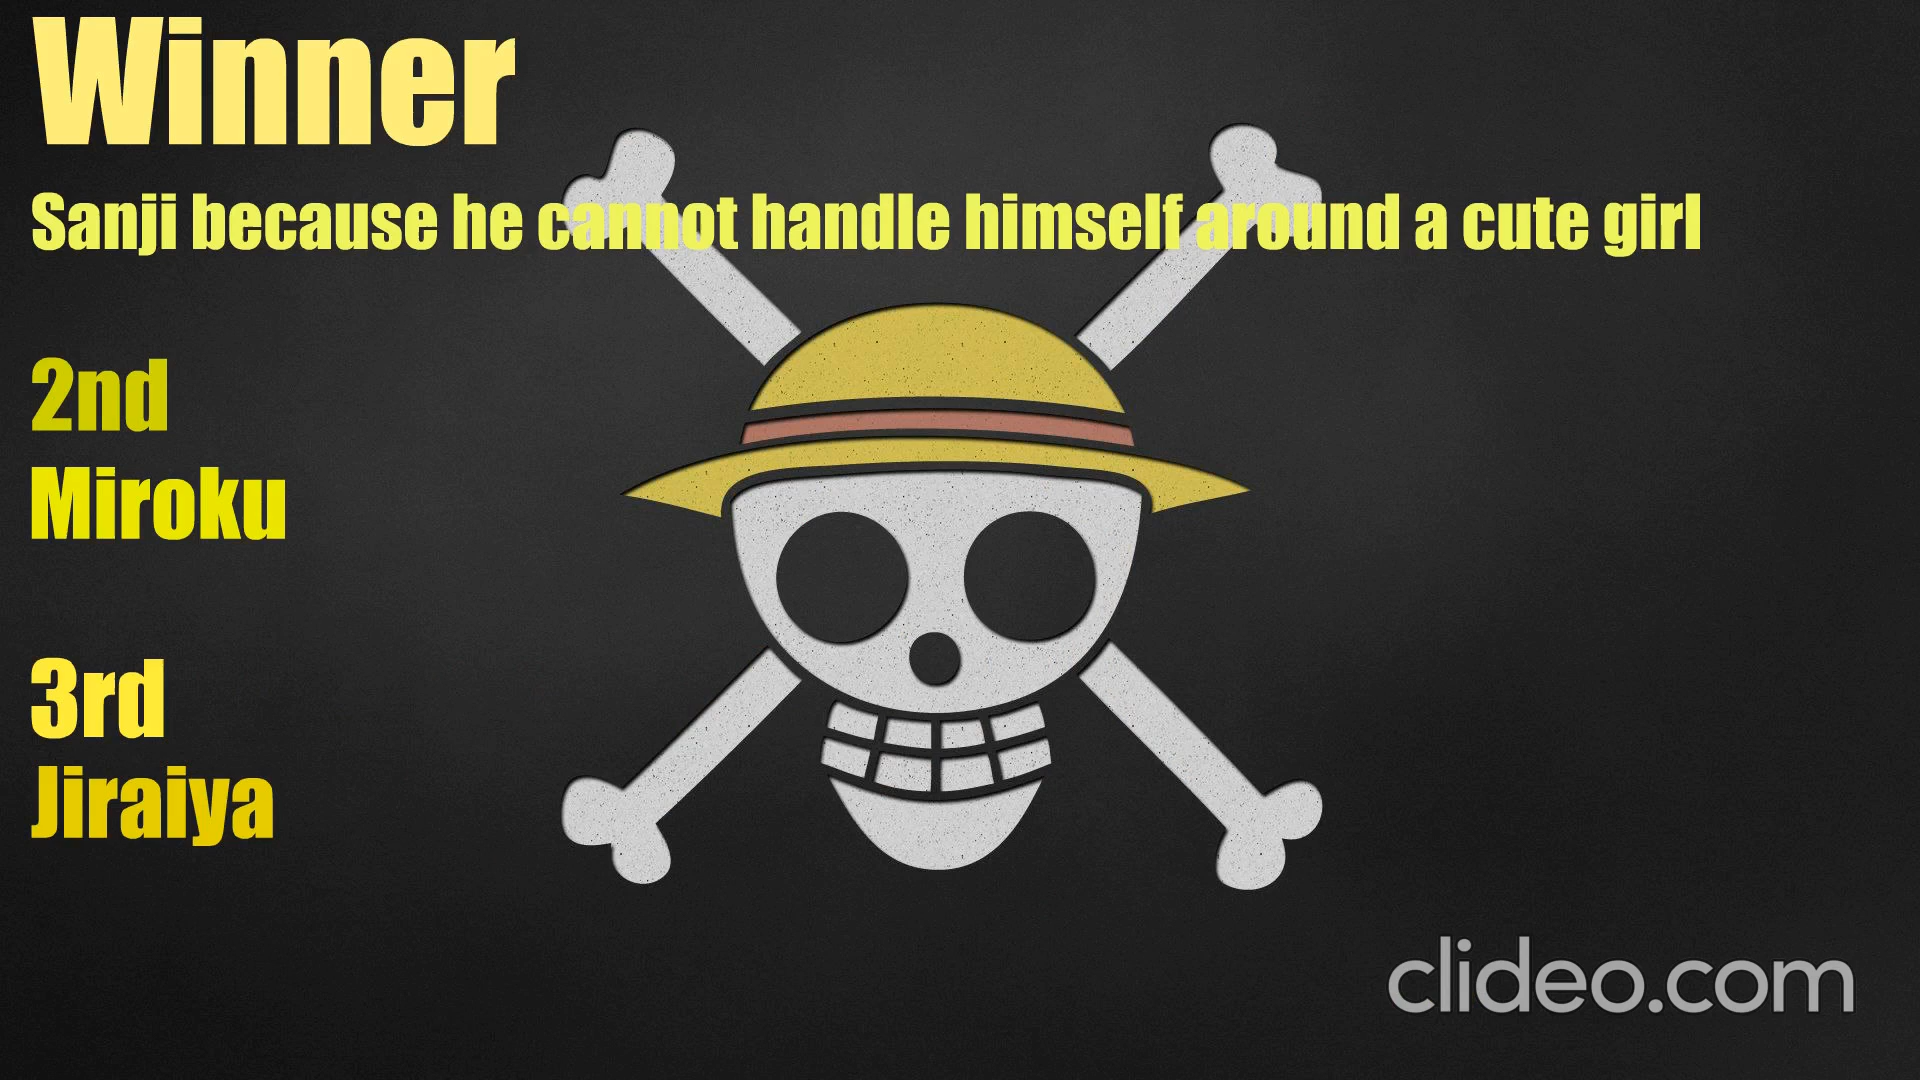 Winner
Sanji because he cannot handle himself around a cute girl
2nd
Miroku
3rd
Jiraiya
clideo.com